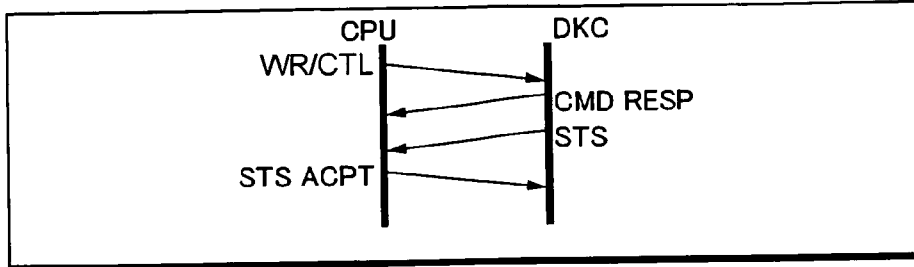 CPU DKC
WR/CTL
CMD RESP
STS
STS ACPT